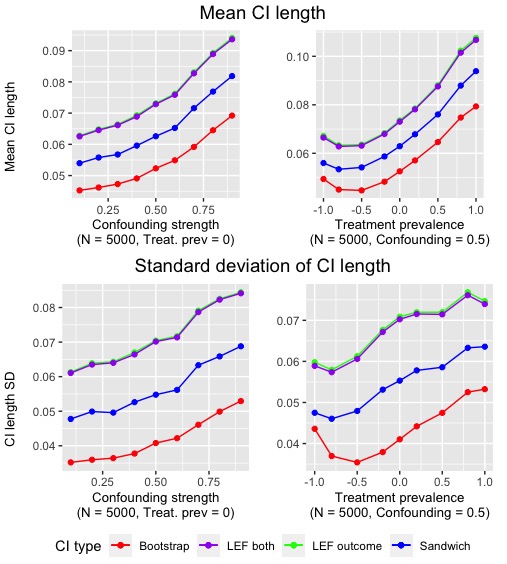 Mean CI length
Mean CI length
0.09
0.08
0.07
0.06
0.05
0.25 0.50 0.75
Confounding strength
(N = 5000, Treat. prev = 0)
0.10
0.08
0.06
-1.0 -0.5 0.0 0.5 1.0
Treatment prevalence
(N = 5000, Confounding = 0.5)
Standard deviation of CI length
CI length SD
0.08
0.07
0.06
0.05
0.04
0.25 0.50 0.75
Confounding strength
(N = 5000, Treat. prev = 0)
0.07
0.06
0.05
0.04
-1.0 -0.5 0.0 0.5 1.0
Treatment prevalence
(N = 5000, Confounding = 0.5)
CI type Bootstrap LEF both LEF outcome Sandwich